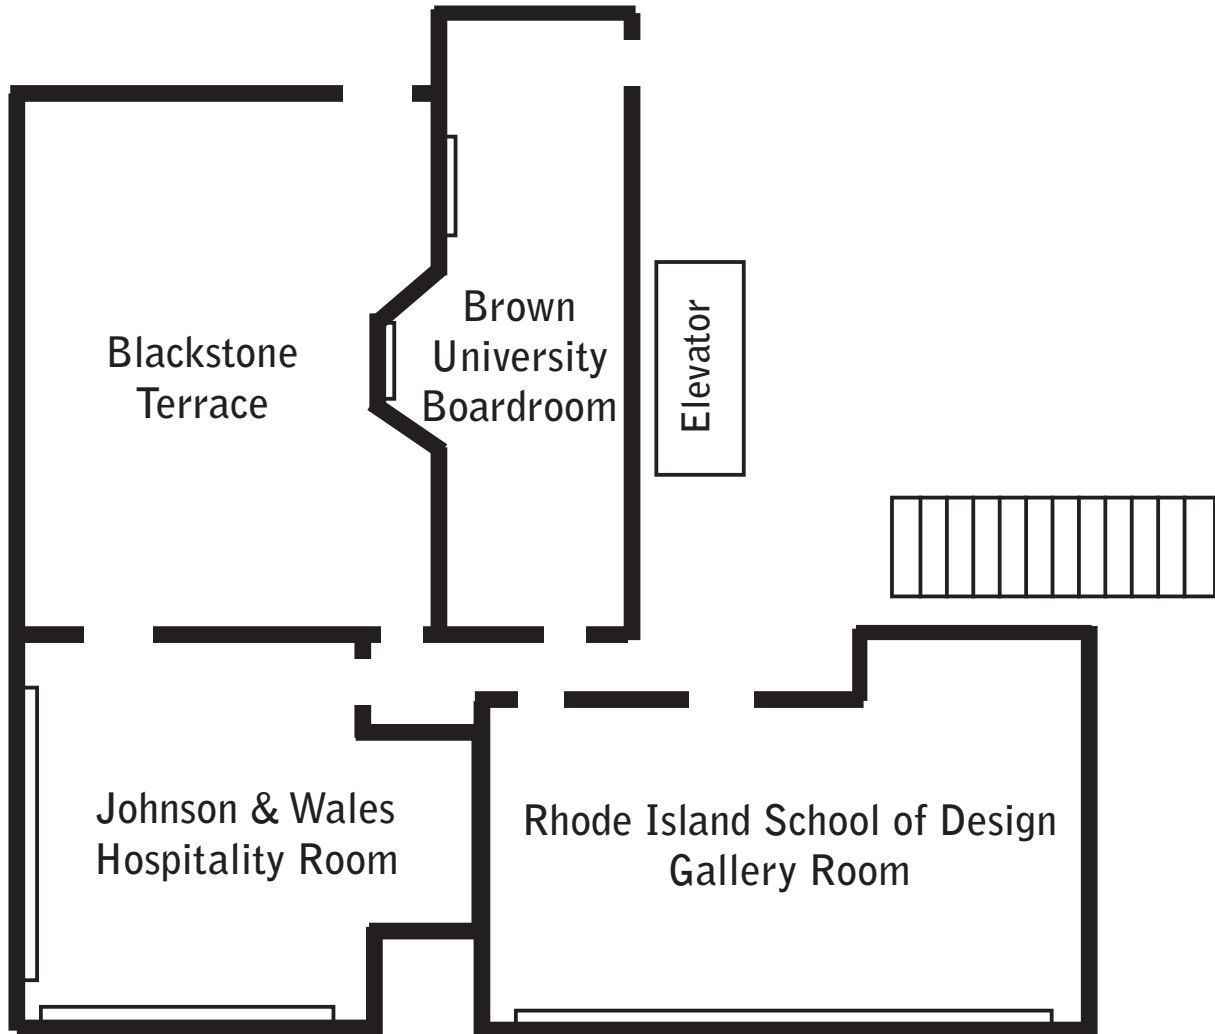 Blackstone
Terrace
Brown
University
Boardroom
Elevator
Johnson & Wales
Hospitality Room
Rhode Island School of Design
Gallery Room